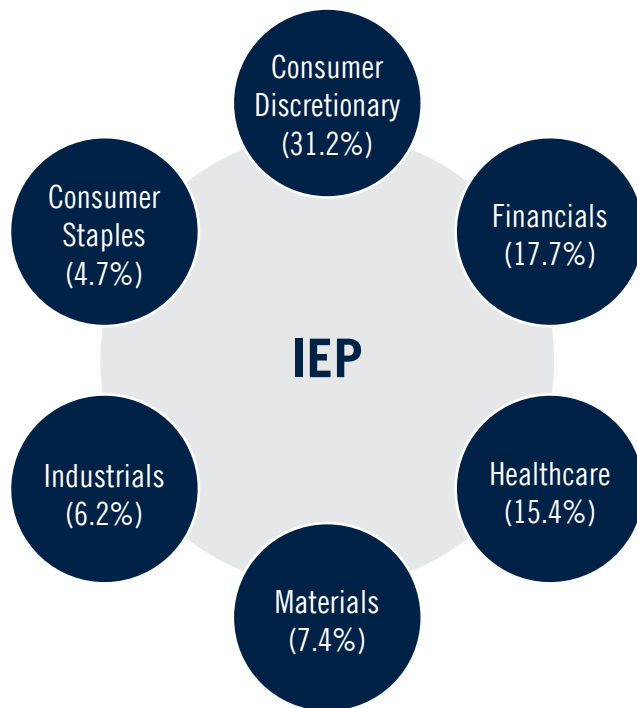 Consumer
Discretionary
(31.2%)
Consumer
Staples
(4.7%)
Financials
(17.7%)
IEP
Industrials
(6.2%)
Healthcare
(15.4%)
Materials
(7.4%)